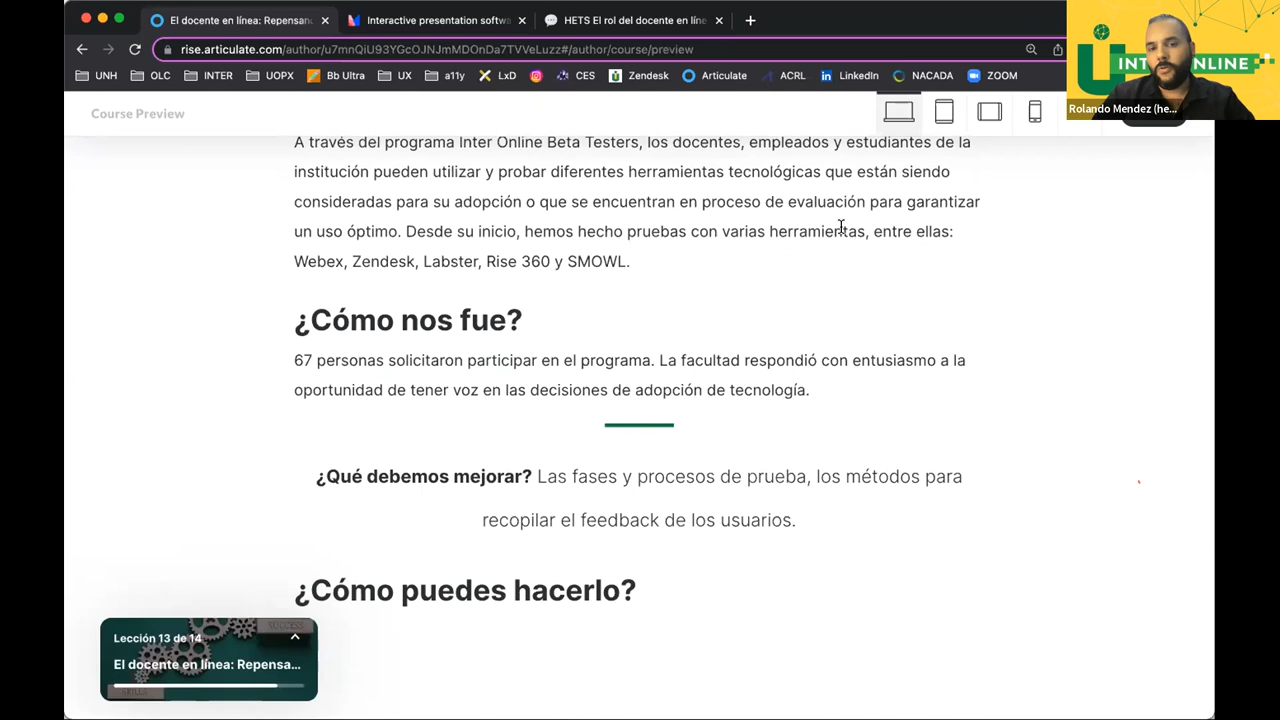 El docente en línea: Repensand
Interactive presentation softwa
HETS El rol del docente en líne
rise.articulate.com/author/u7mnQiU93YGcOJNJmMDOnDa7TVVeLuzz#/author/course/preview
UNH OLC INTER UOPX Bb Ultra UX a11y LxD CES Zendesk Articulate ACRL LinkedIn NACADA ZOOM
INTER ONLINE
Rolando Mendez (he...
Course Preview
A través del programa Inter Online Beta Testers, los docentes, empleados y estudiantes de la
institución pueden utilizar y probar diferentes herramientas tecnológicas que están siendo
consideradas para su adopción o que se encuentran en proceso de evaluación para garantizar
un uso óptimo. Desde su inicio, hemos hecho pruebas con varias herramientas, entre ellas:
Webex, Zendesk, Labster, Rise 360 y SMOWL.
¿Cómo nos fue?
67 personas solicitaron participar en el programa. La facultad respondió con entusiasmo a la
oportunidad de tener voz en las decisiones de adopción de tecnología.
¿Qué debemos mejorar? Las fases y procesos de prueba, los métodos para
recopilar el feedback de los usuarios.
¿Cómo puedes hacerlo?
SUCCESS
Lección 13 de 14
El docente en línea: Repensa...
SKILL